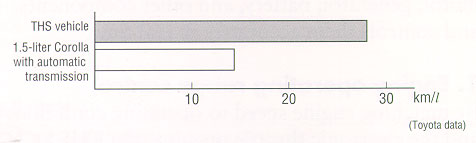 THS vehicle
1.5-liter Corolla
with automatic
transmission
10 20 30 km/l
(Toyota data)